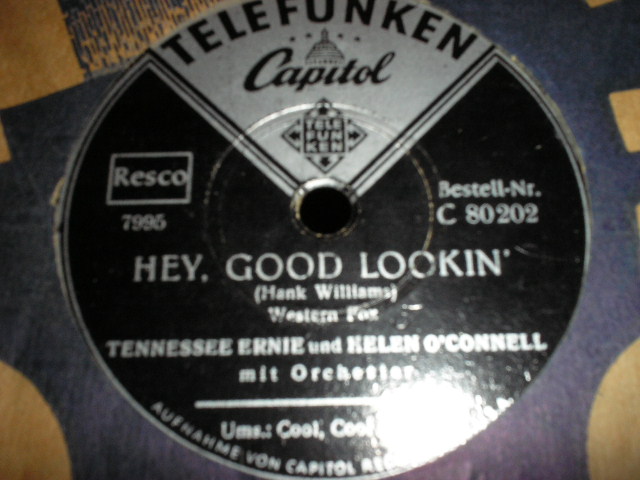 TELEFUNKEN
Capitol
TELE
FUN
KEN
Resco
7995
Bestell-Nr.
C 80202
HEY, GOOD LOOKIN'
(Hank Williams)
Western Fox
TENNESSEE ERNIE und HELEN O'CONNELL
mit Orchester
Ums.: Cool, Cool
AUFNAHME VON CAPITOL